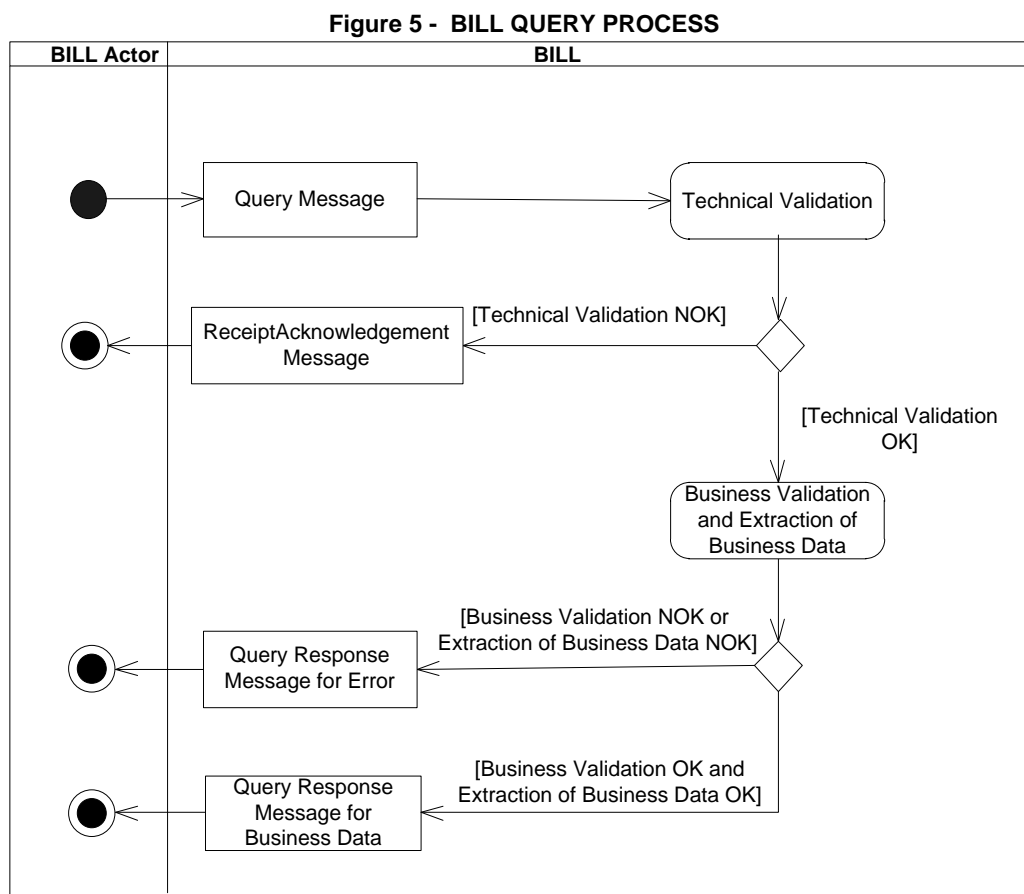 Figure 5 - BILL QUERY PROCESS
BILL Actor
BILL
Query Message
Technical Validation
ReceiptAcknowledgement
Message
[Technical Validation NOK]
[Technical Validation
OK]
Business Validation
and Extraction of
Business Data
[Business Validation NOK or
Extraction of Business Data NOK]
Query Response
Message for Error
[Business Validation OK and
Extraction of Business Data OK]
Query Response
Message for
Business Data